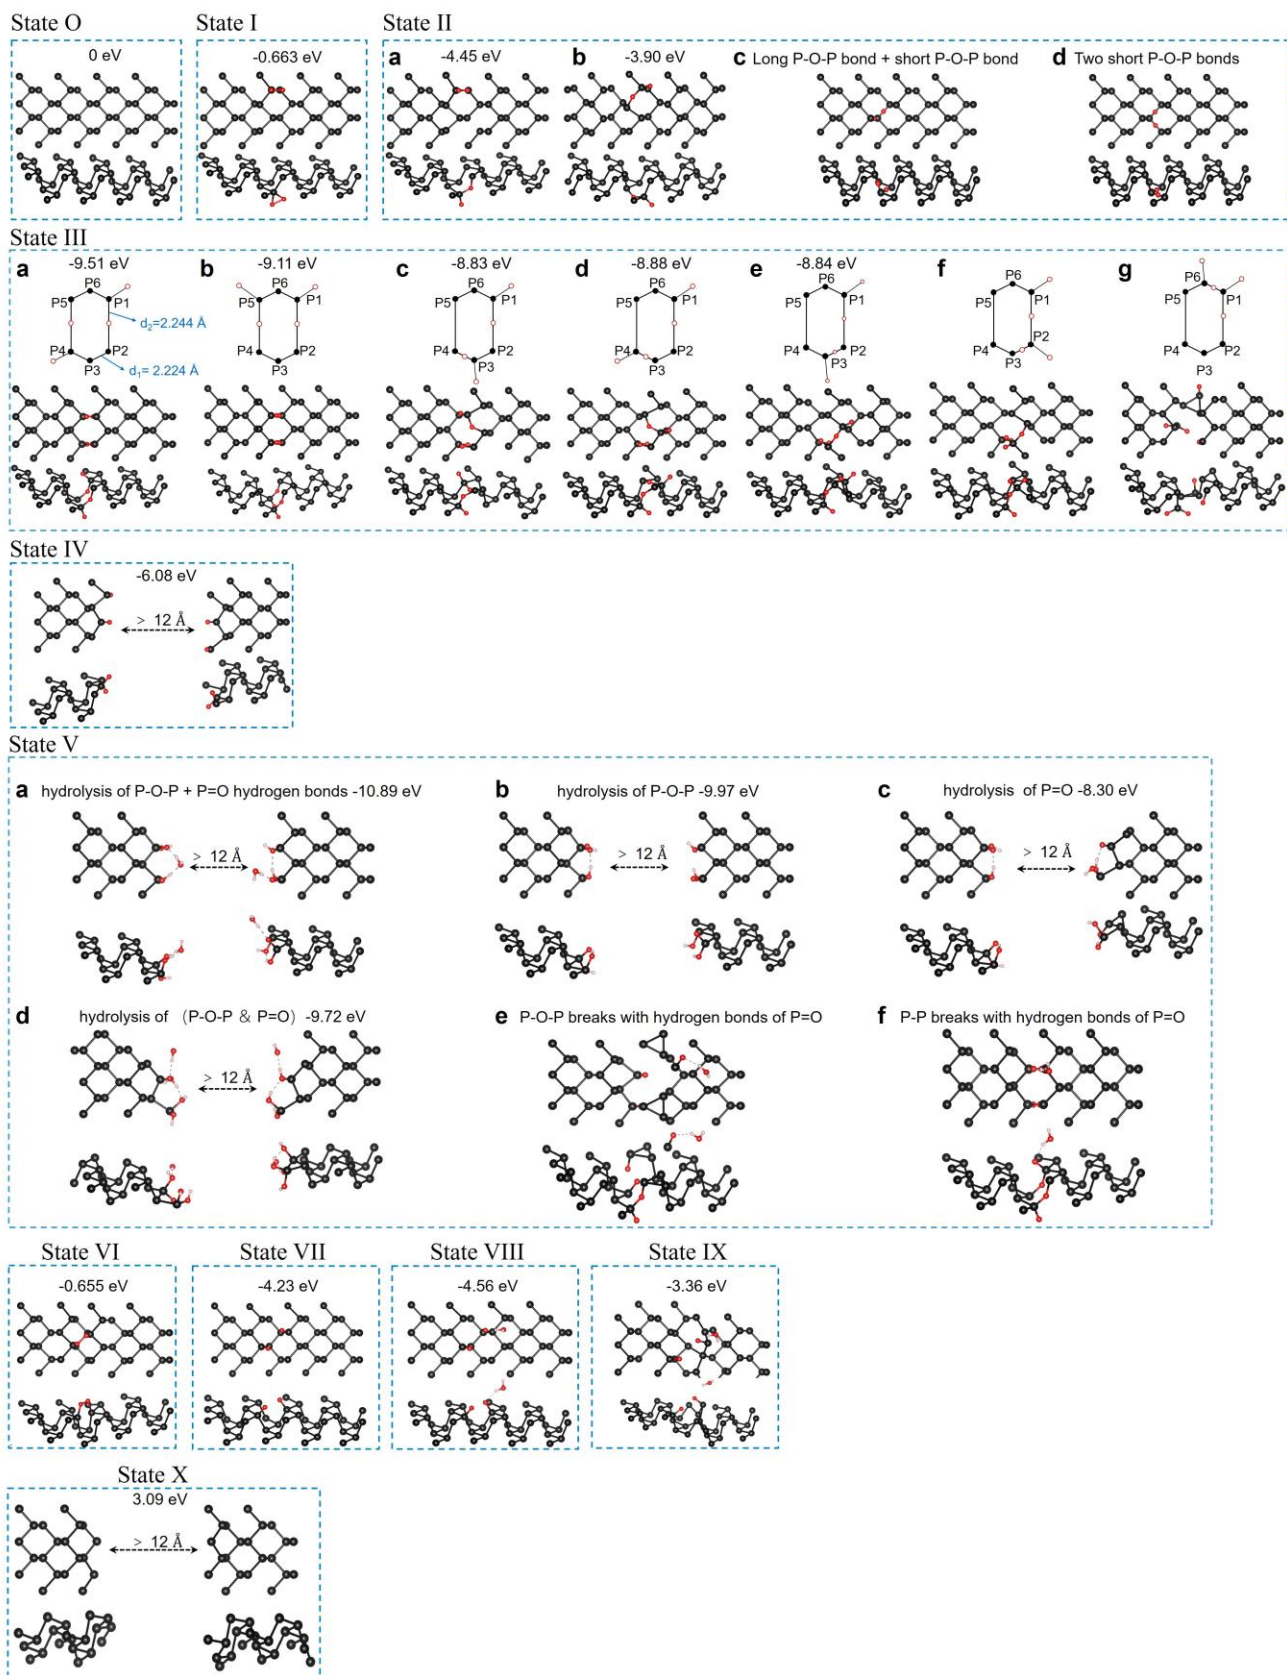 State O
State I
State II
0 eV
-0.663 eV
a -4.45 eV
b -3.90 eV
c Long P-O-P bond + short P-O-P bond
d Two short P-O-P bonds
State III
a -9.51 eV
P6
P5 P1
d₂=2.244 Å
P4 P2
P3
d₁= 2.224 Å
b -9.11 eV
P6
P5 P1
P4 P2
P3
c -8.83 eV
P6
P5 P1
P4 P2
P3
d -8.88 eV
P6
P5 P1
P4 P2
P3
e -8.84 eV
P6
P5 P1
P4 P2
P3
f
P6
P5 P1
P4 P2
P3
g
P6
P5 P1
P4 P2
P3
State IV
-6.08 eV
> 12 Å
State V
a hydrolysis of P-O-P + P=O hydrogen bonds -10.89 eV
> 12 Å
b hydrolysis of P-O-P -9.97 eV
> 12 Å
c hydrolysis of P=O -8.30 eV
> 12 Å
d hydrolysis of (P-O-P & P=O) -9.72 eV
> 12 Å
e P-O-P breaks with hydrogen bonds of P=O
f P-P breaks with hydrogen bonds of P=O
State VI
State VII
State VIII
State IX
-0.655 eV
-4.23 eV
-4.56 eV
-3.36 eV
State X
3.09 eV
> 12 Å